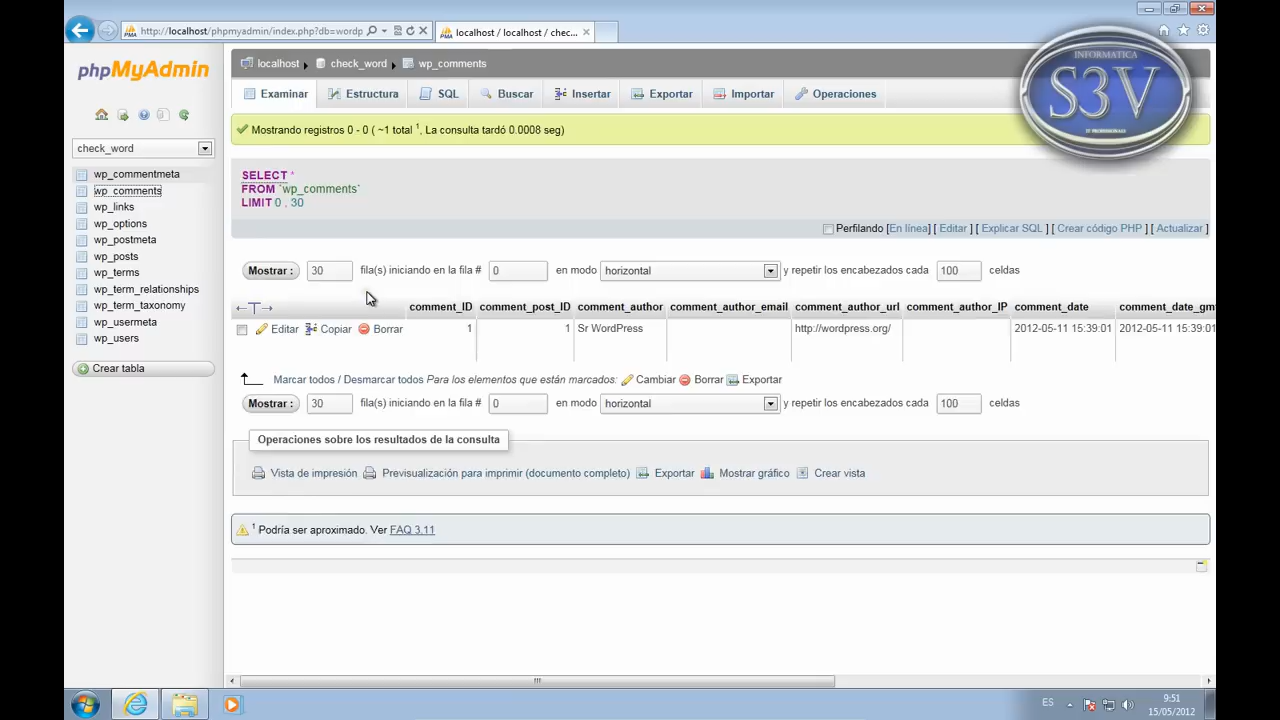 http://localhost/phpmyadmin/index.php?db=wordp
localhost / localhost / chec...
phpMyAdmin
check_word
wp_commentmeta
wp_comments
wp_links
wp_options
wp_postmeta
wp_posts
wp_terms
wp_term_relationships
wp_term_taxonomy
wp_usermeta
wp_users
Crear tabla
localhost ▸ check_word ▸ wp_comments
Examinar Estructura SQL Buscar Insertar Exportar Importar Operaciones
INFORMATICA
S3V
IT PROFESSIONALS
Mostrando registros 0 - 0 ( ~1 total 1, La consulta tardó 0.0008 seg)
SELECT *
FROM `wp_comments`
LIMIT 0 , 30
Perfilando [En línea] [ Editar ] [ Explicar SQL ] [ Crear código PHP ] [ Actualizar ]
Mostrar : 30 fila(s) iniciando en la fila # 0 en modo horizontal y repetir los encabezados cada 100 celdas
comment_ID comment_post_ID comment_author comment_author_email comment_author_url comment_author_IP comment_date comment_date_gmt
Editar Copiar Borrar 1 1 Sr WordPress http://wordpress.org/ 2012-05-11 15:39:01 2012-05-11 15:39:01
Marcar todos / Desmarcar todos Para los elementos que están marcados: Cambiar Borrar Exportar
Mostrar : 30 fila(s) iniciando en la fila # 0 en modo horizontal y repetir los encabezados cada 100 celdas
Operaciones sobre los resultados de la consulta
Vista de impresión Previsualización para imprimir (documento completo) Exportar Mostrar gráfico Crear vista
1 Podría ser aproximado. Ver FAQ 3.11
ES
9:51
15/05/2012